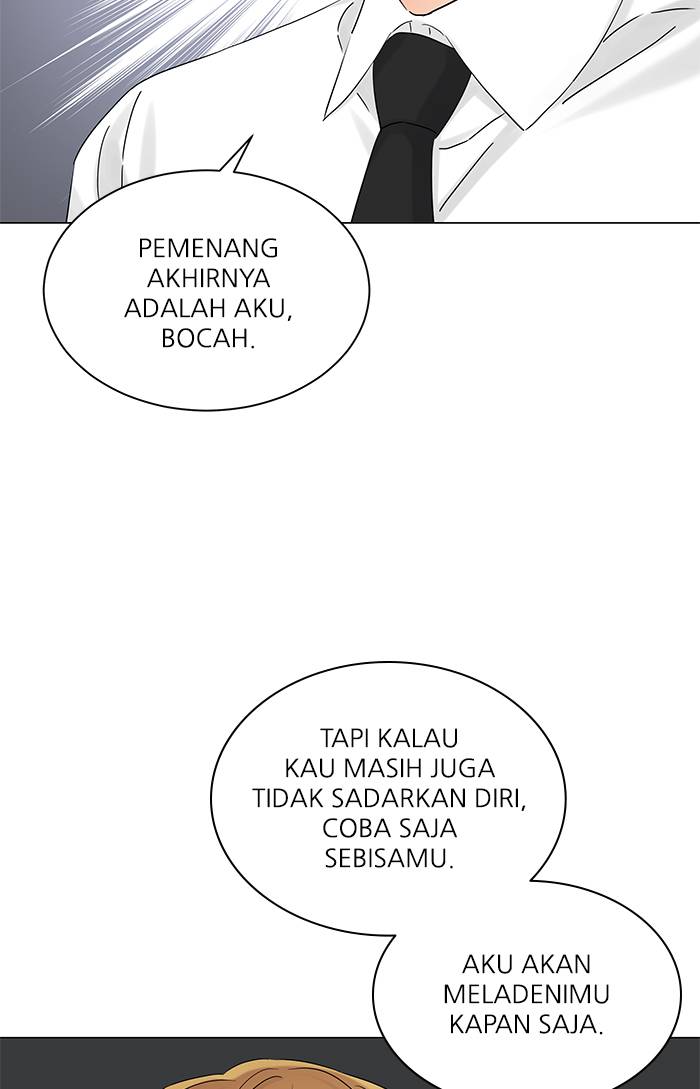 PEMENANG
AKHIRNYA
ADALAH AKU,
BOCAH.
TAPI KALAU
KAU MASIH JUGA
TIDAK SADARKAN DIRI,
COBA SAJA
SEBISAMU.
AKU AKAN
MELADENIMU
KAPAN SAJA.